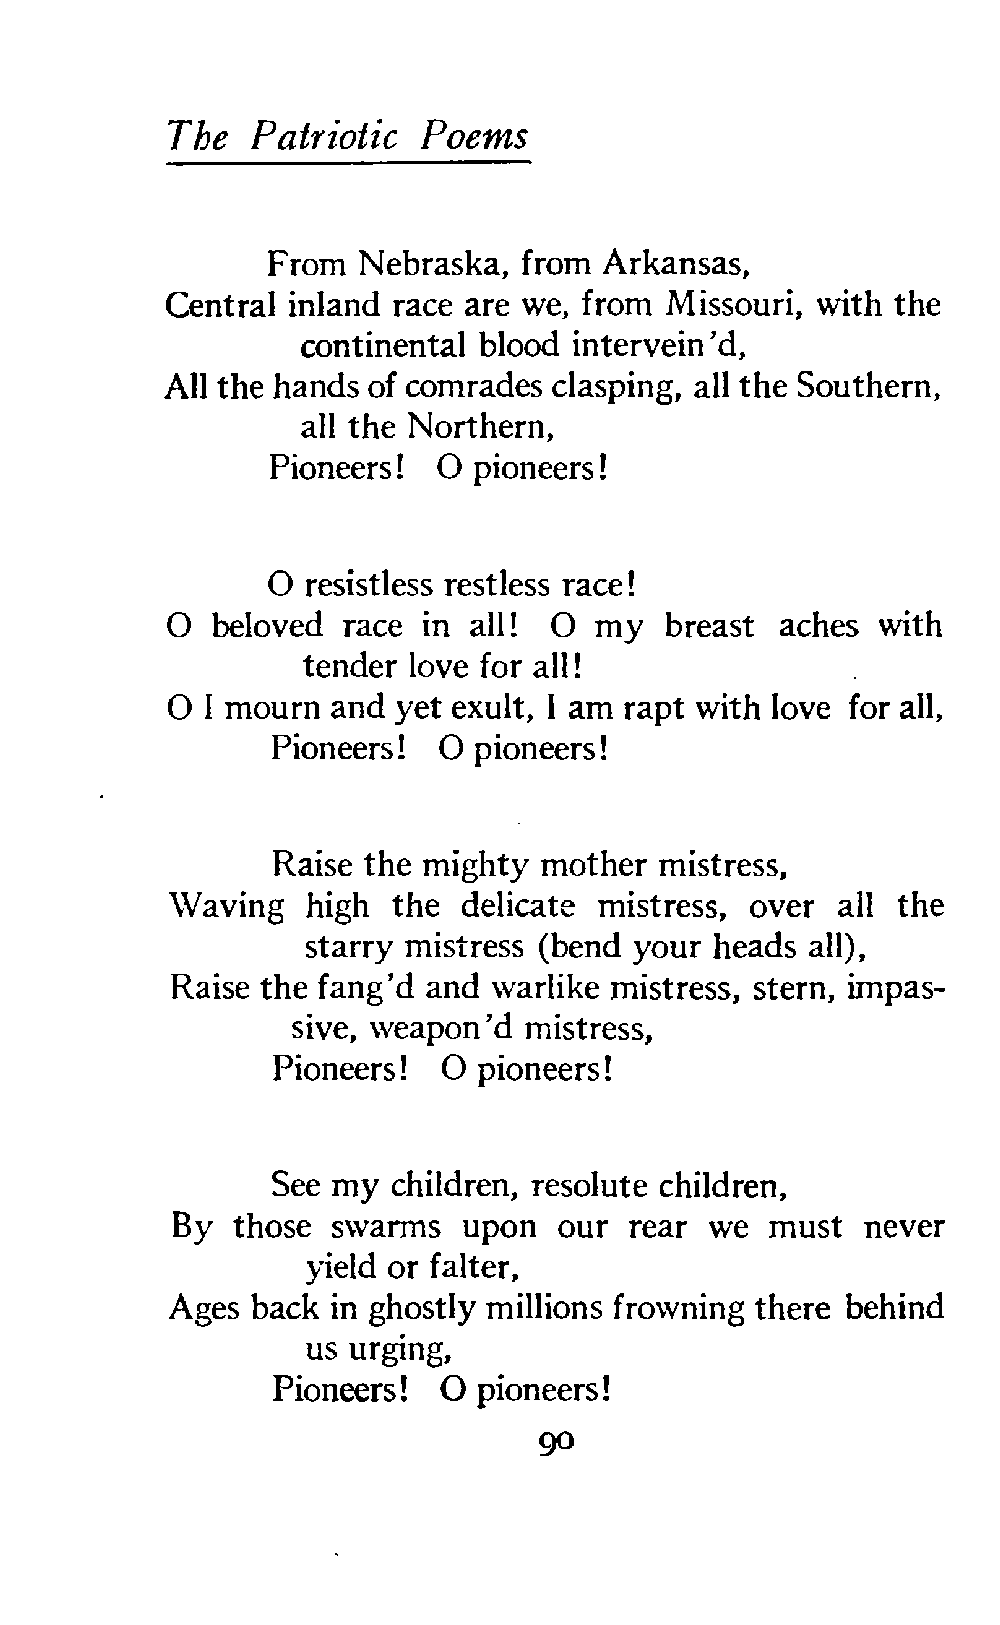 The Patriotic Poems
From Nebraska, from Arkansas,
Central inland race are we, from Missouri, with the
continental blood intervein'd,
All the hands of comrades clasping, all the Southern,
all the Northern,
Pioneers! O pioneers!
O resistless restless race!
O beloved race in all! O my breast aches with
tender love for all!
O I mourn and yet exult, I am rapt with love for all,
Pioneers! O pioneers!
Raise the mighty mother mistress,
Waving high the delicate mistress, over all the
starry mistress (bend your heads all),
Raise the fang'd and warlike mistress, stern, impas-
sive, weapon'd mistress,
Pioneers! O pioneers!
See my children, resolute children,
By those swarms upon our rear we must never
yield or falter,
Ages back in ghostly millions frowning there behind
us urging,
Pioneers! O pioneers!
90